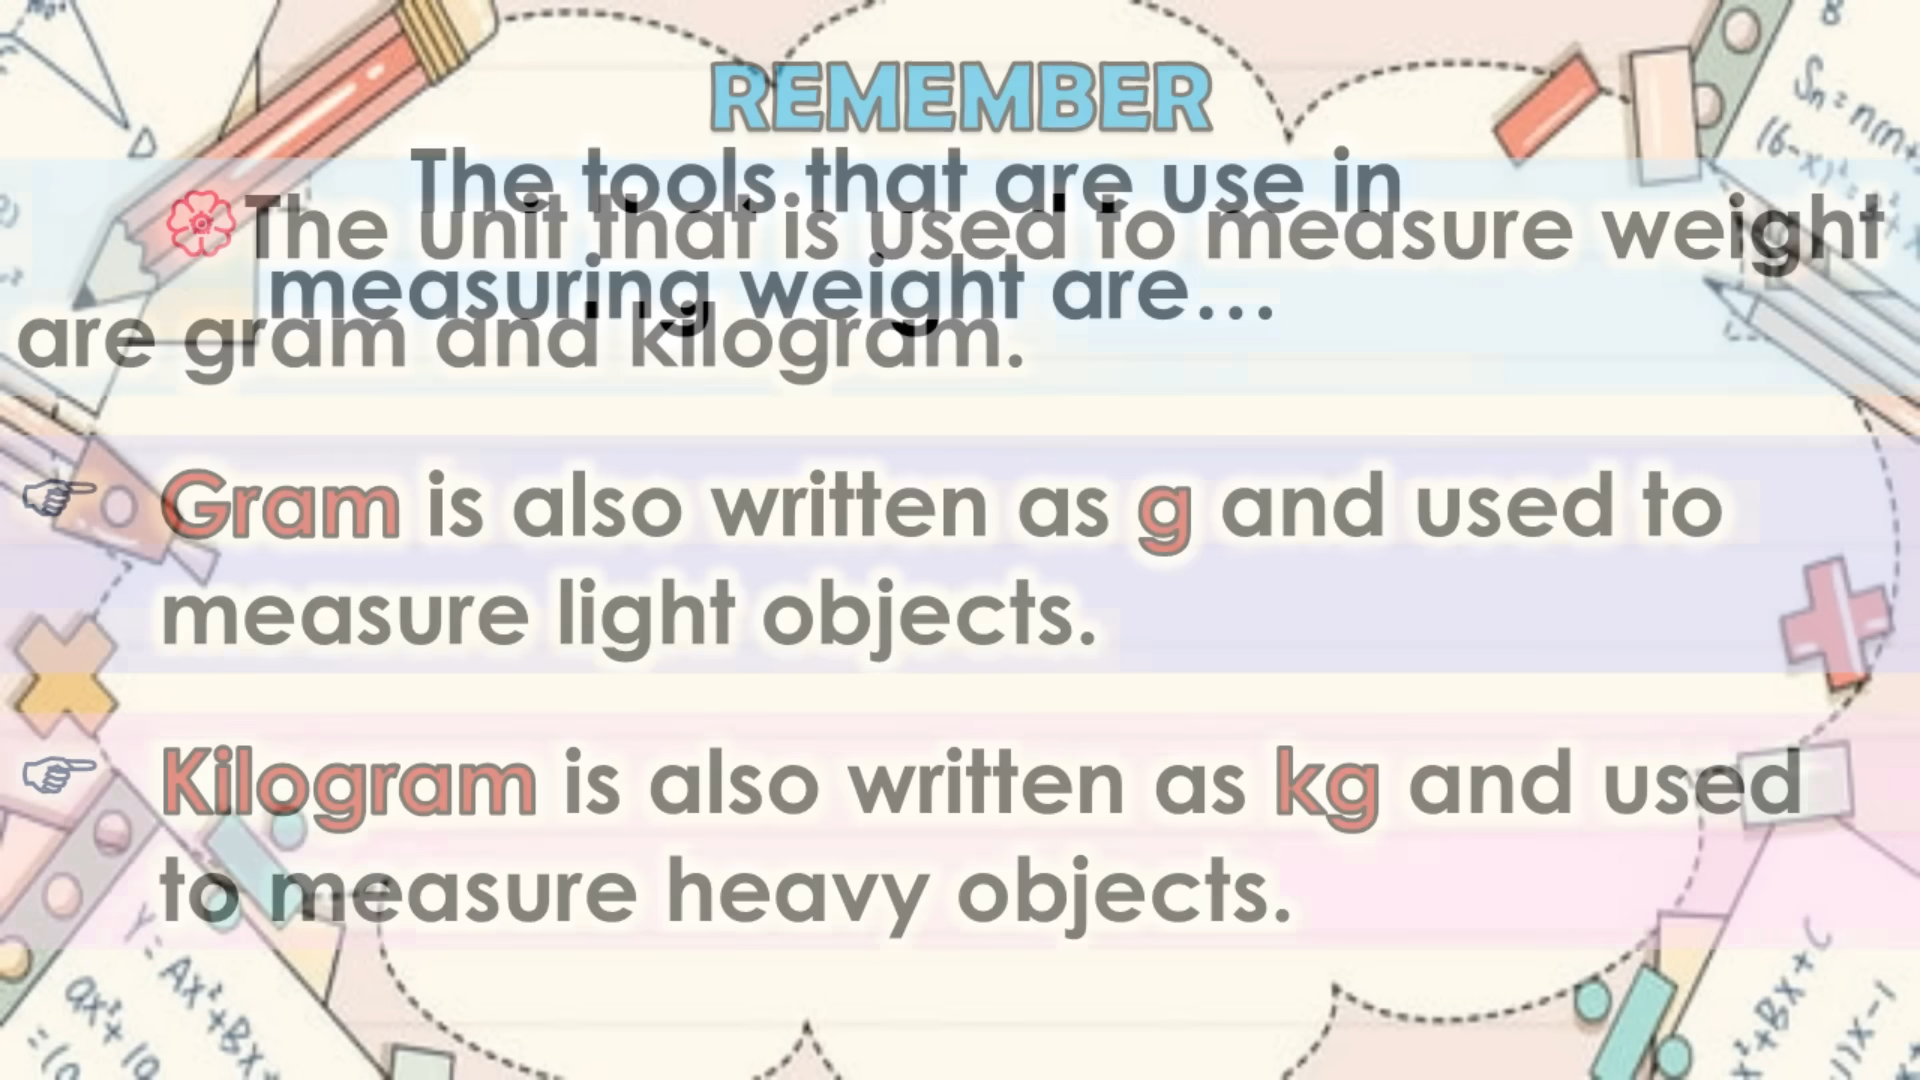 REMEMBER
The tools that are use in
The unit that is used to measure weight
measuring weight are...
are gram and kilogram.
Gram is also written as g and used to
measure light objects.
Kilogram is also written as kg and used
to measure heavy objects.